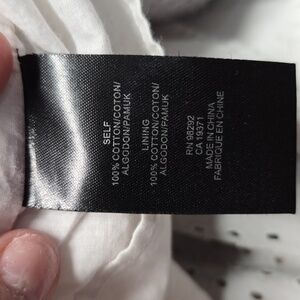 SELF
100% COTTON/COTON/
ALGODON/PAMUK
LINING
100% COTTON/COTON/
ALGODON/PAMUK
RN 98292
CA 19371
MADE IN CHINA
FABRIQUE EN CHINE